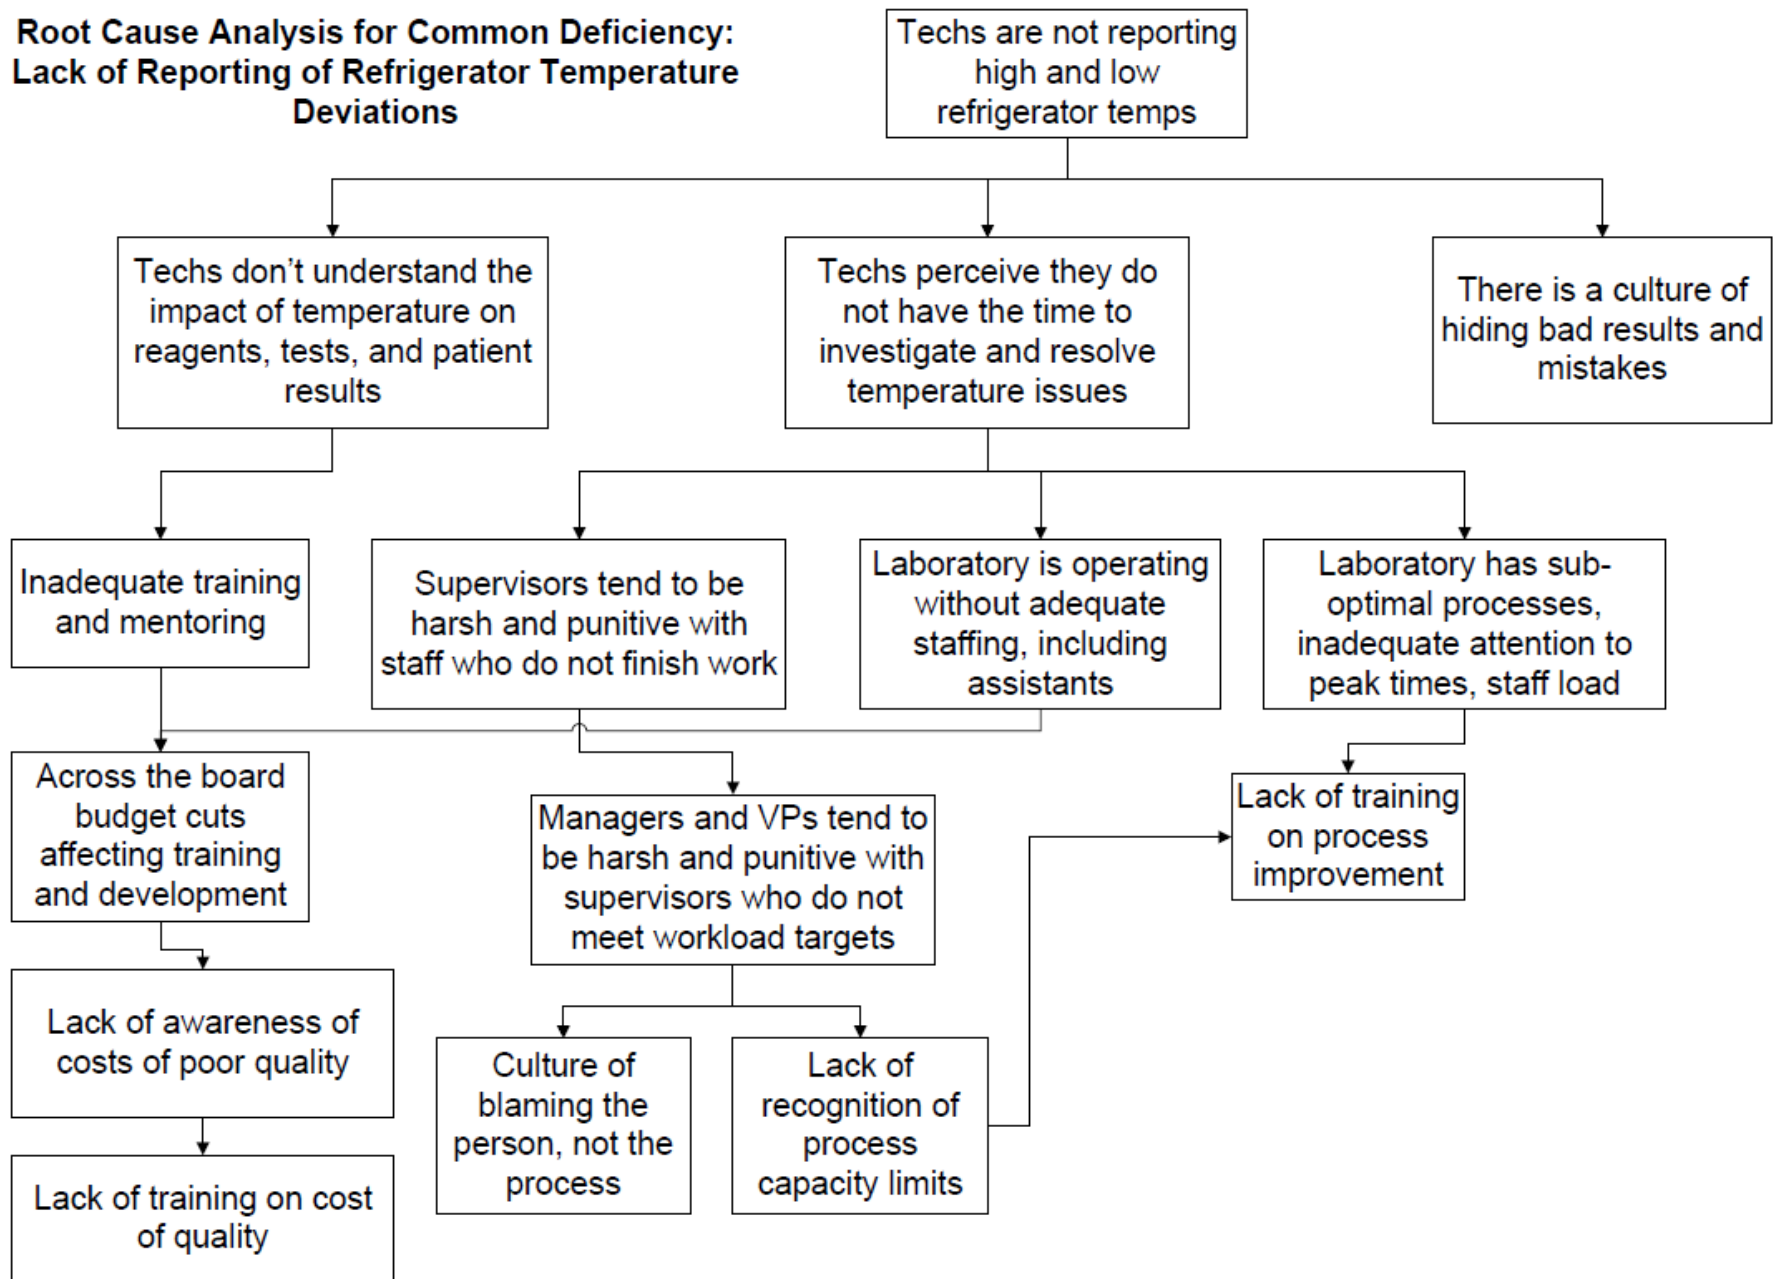 Root Cause Analysis for Common Deficiency:
Lack of Reporting of Refrigerator Temperature
Deviations
Techs are not reporting
high and low
refrigerator temps
Techs don’t understand the
impact of temperature on
reagents, tests, and patient
results
Techs perceive they do
not have the time to
investigate and resolve
temperature issues
There is a culture of
hiding bad results and
mistakes
Inadequate training
and mentoring
Supervisors tend to be
harsh and punitive with
staff who do not finish work
Laboratory is operating
without adequate
staffing, including
assistants
Laboratory has sub-
optimal processes,
inadequate attention to
peak times, staff load
Across the board
budget cuts
affecting training
and development
Managers and VPs tend to
be harsh and punitive with
supervisors who do not
meet workload targets
Lack of training
on process
improvement
Lack of awareness of
costs of poor quality
Culture of
blaming the
person, not the
process
Lack of
recognition of
process
capacity limits
Lack of training on cost
of quality